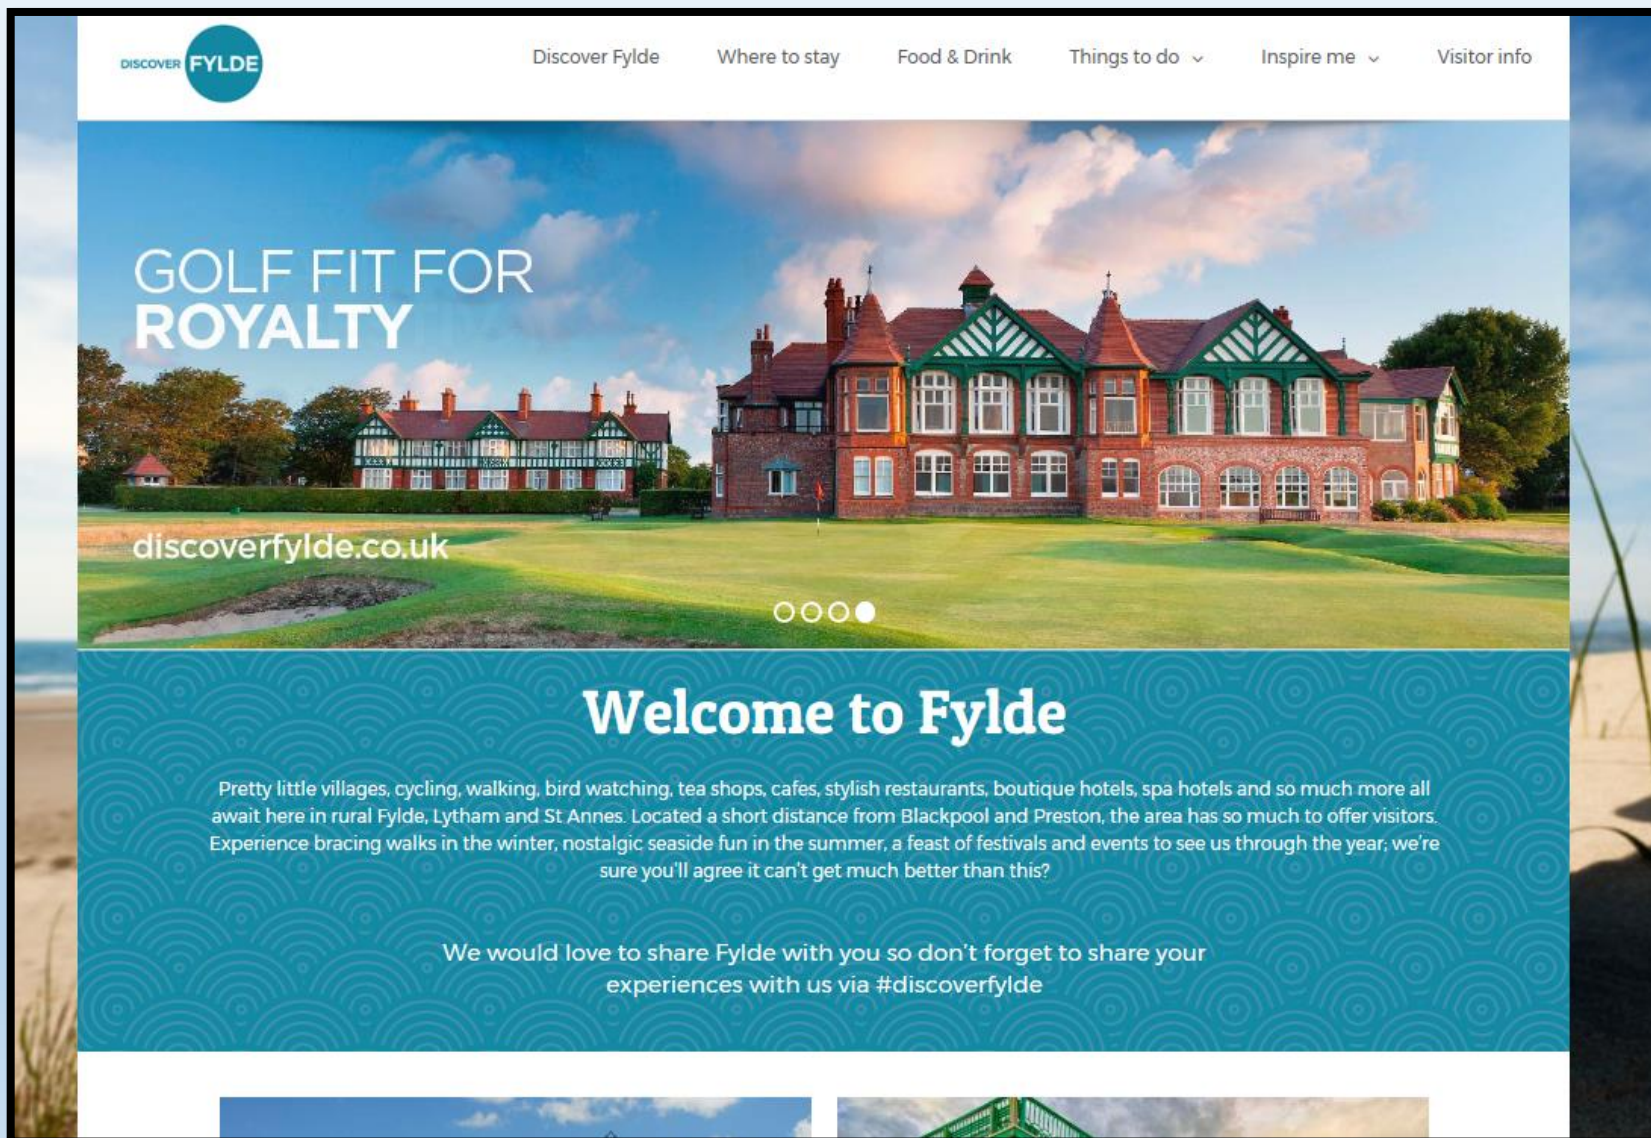 DISCOVER FYLDE
Discover Fylde
Where to stay
Food & Drink
Things to do
Inspire me
Visitor info
GOLF FIT FOR
ROYALTY
discoverfylde.co.uk
Welcome to Fylde
Pretty little villages, cycling, walking, bird watching, tea shops, cafes, stylish restaurants, boutique hotels, spa hotels and so much more all
await here in rural Fylde, Lytham and St Annes. Located a short distance from Blackpool and Preston, the area has so much to offer visitors.
Experience bracing walks in the winter, nostalgic seaside fun in the summer, a feast of festivals and events to see us through the year; we're
sure you'll agree it can't get much better than this?
We would love to share Fylde with you so don't forget to share your
experiences with us via #discoverfylde